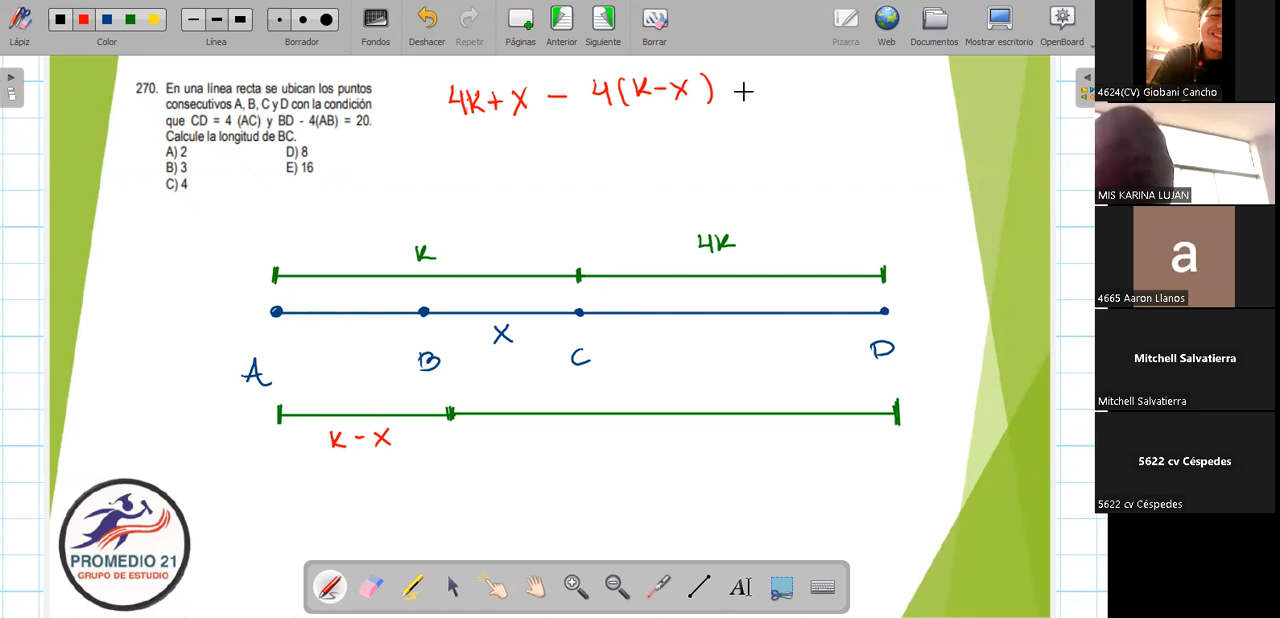 Lápiz
Color
Línea
Borrador
Fondos
Deshacer
Repetir
Páginas
Anterior
Siguiente
Borrar
Pizarra
Web
Documentos
Mostrar escritorio
OpenBoard
270. En una línea recta se ubican los puntos
consecutivos A, B, C y D con la condición
que CD = 4 (AC) y BD - 4(AB) = 20.
Calcule la longitud de BC.
A) 2 D) 8
B) 3 E) 16
C) 4
4K+X - 4(K-X)
K 4K
X
A B C D
K-X
PROMEDIO 21
GRUPO DE ESTUDIO
AI
4624(CV) Giobani Cancho
MIS KARINA LUJAN
a
4665 Aaron Llanos
Mitchell Salvatierra
Mitchell Salvatierra
5622 cv Céspedes
5622 cv Céspedes